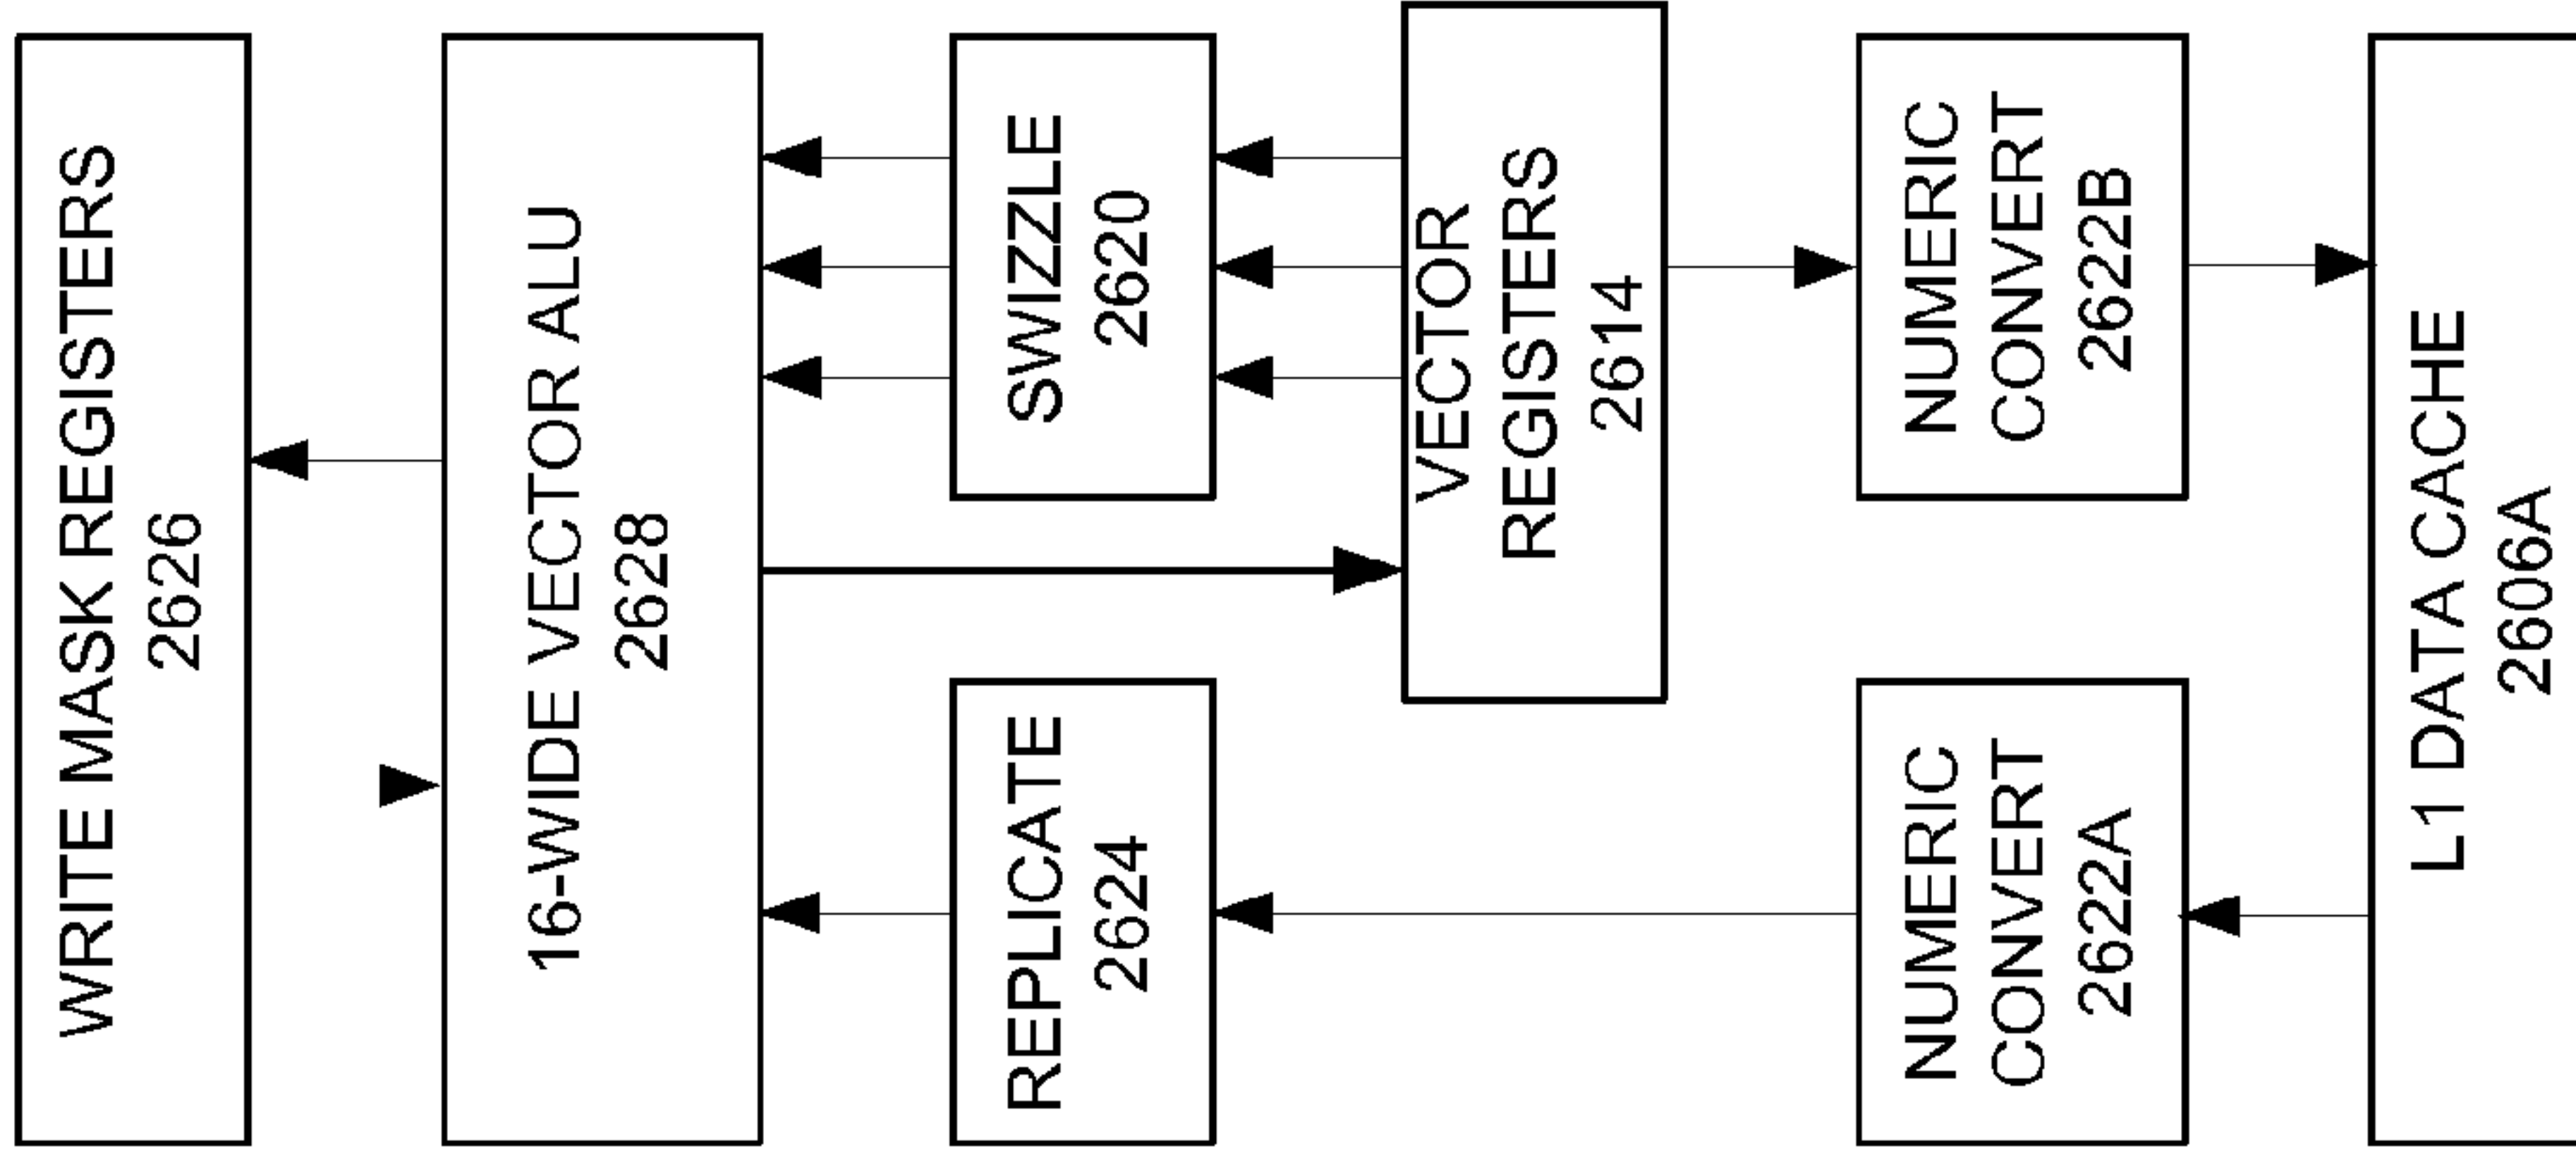 WRITE MASK REGISTERS
2626
16-WIDE VECTOR ALU
2628
REPLICATE
2624
SWIZZLE
2620
VECTOR
REGISTERS
2614
NUMERIC
CONVERT
2622A
NUMERIC
CONVERT
2622B
L1 DATA CACHE
2606A